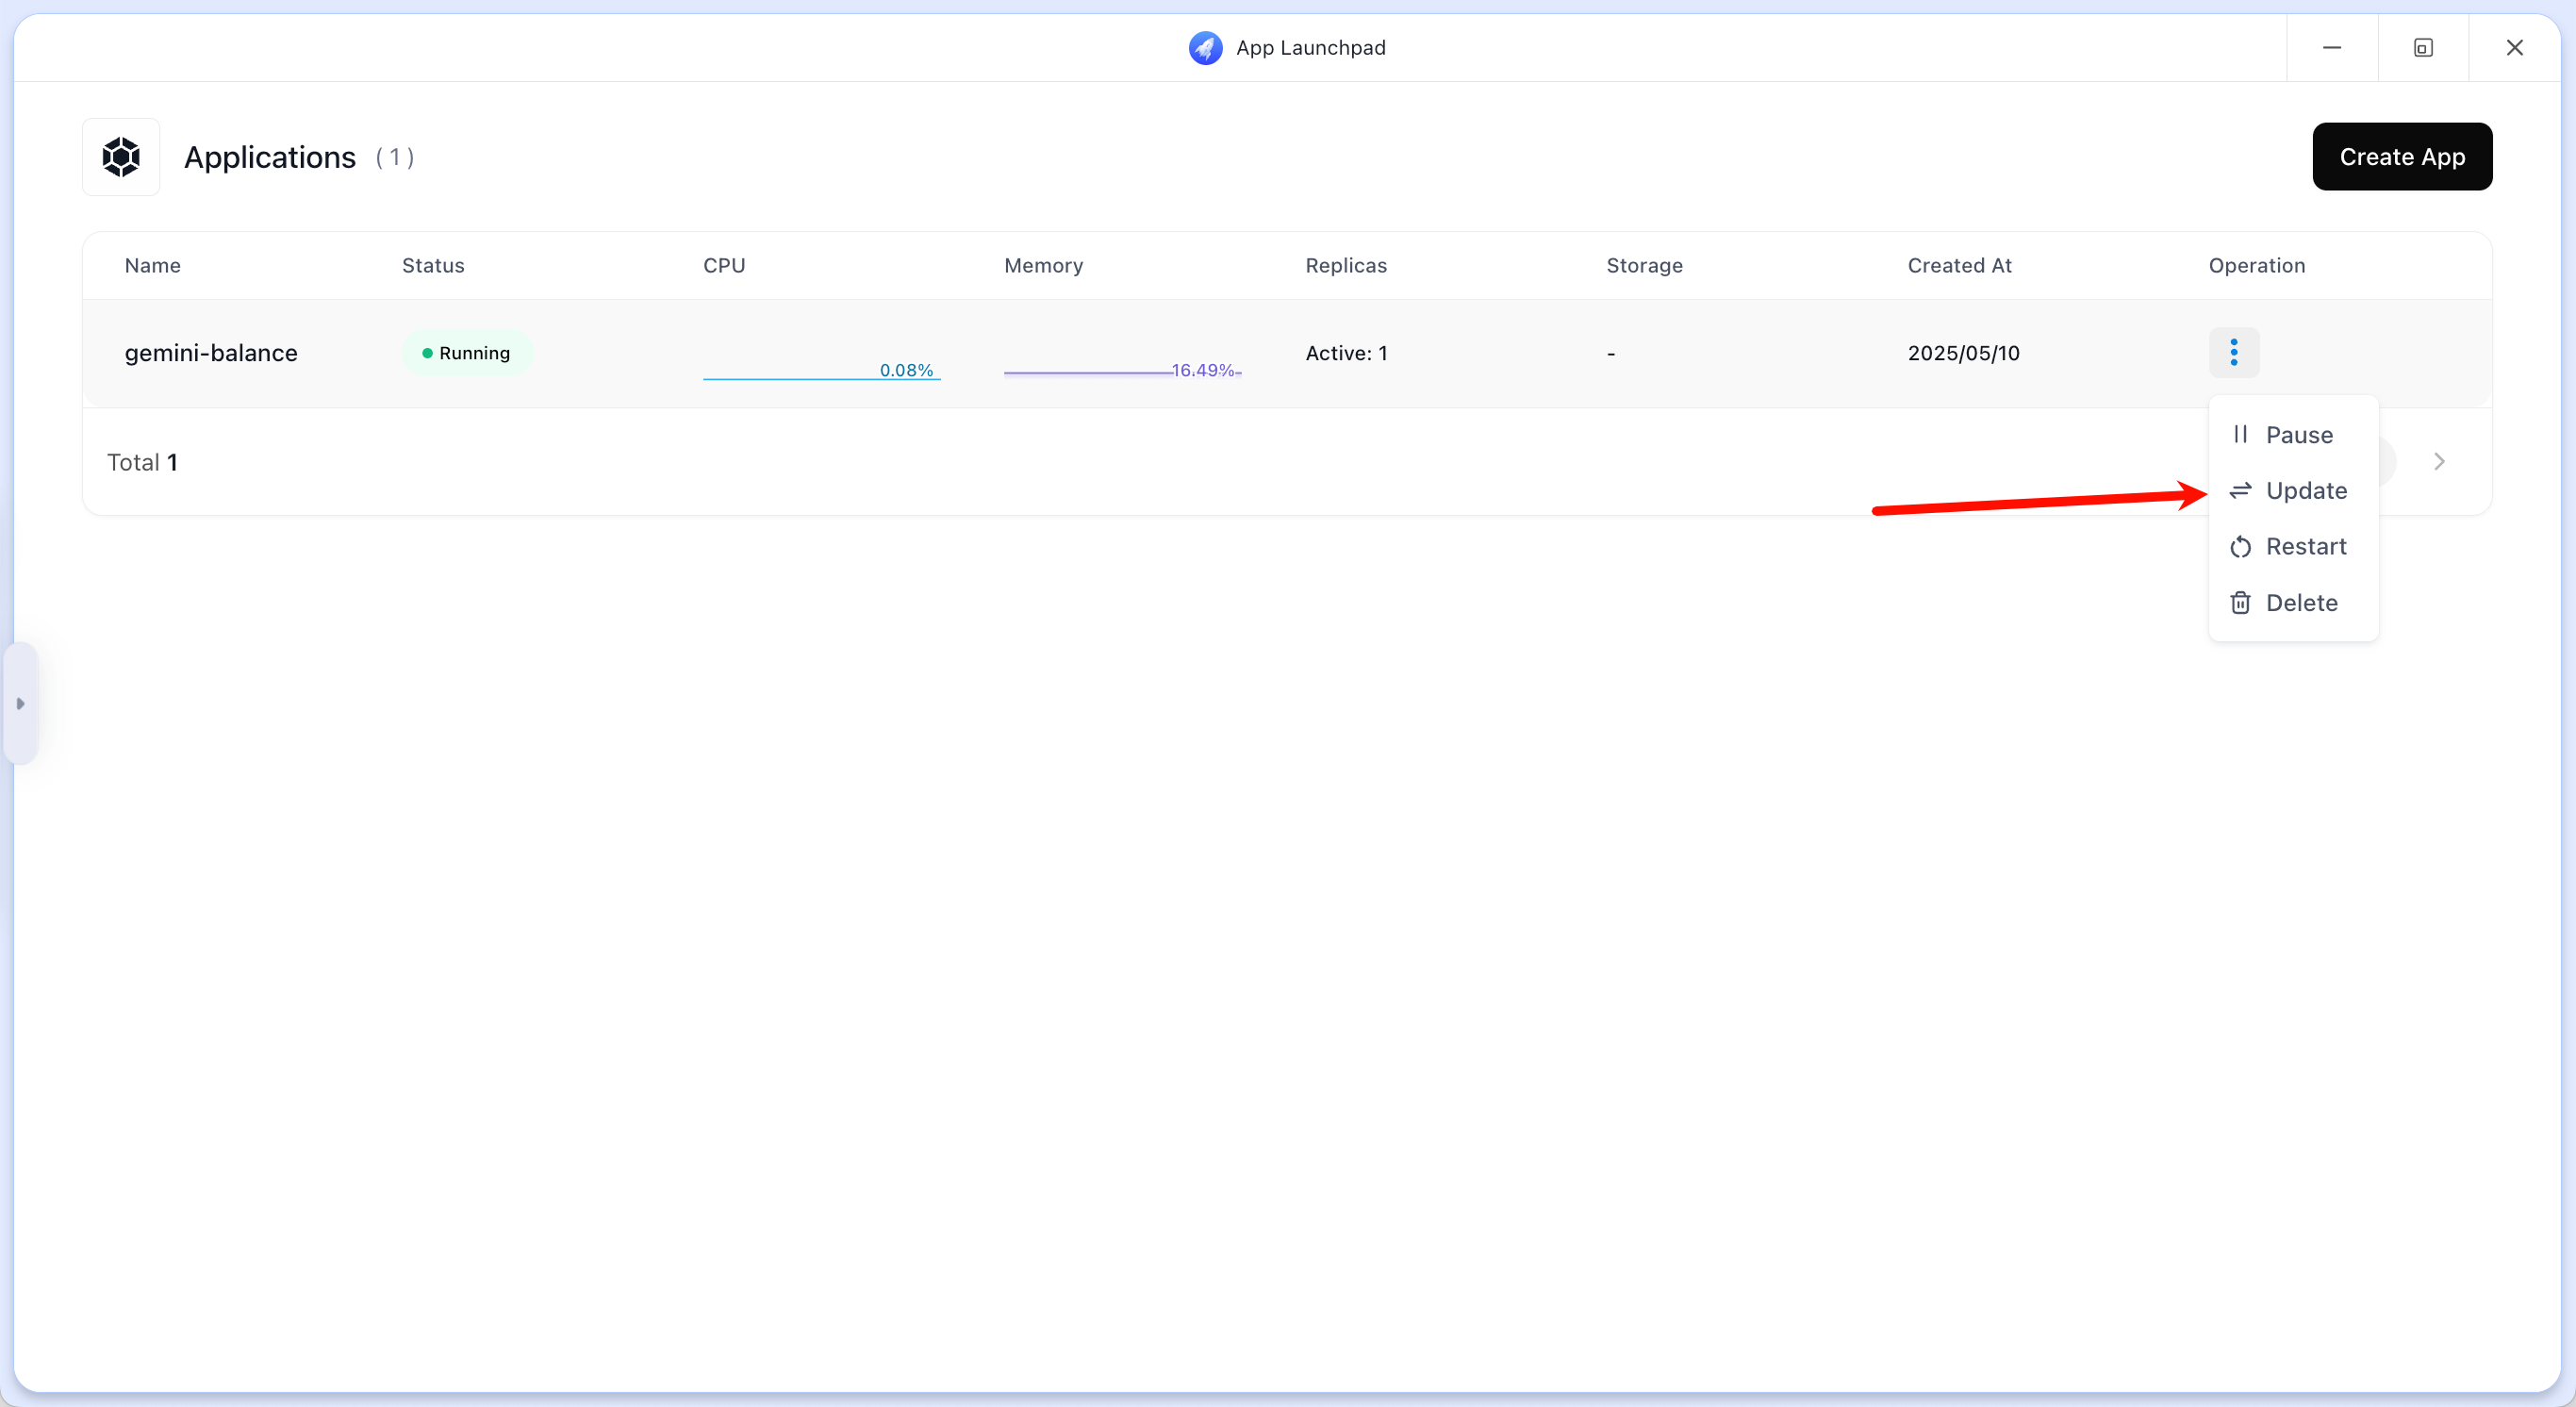 App Launchpad
Applications ( 1 )
Create App
Name Status CPU Memory Replicas Storage Created At Operation
gemini-balance Running 0.08% 16.49% Active: 1 - 2025/05/10
Total 1
Pause
Update
Restart
Delete